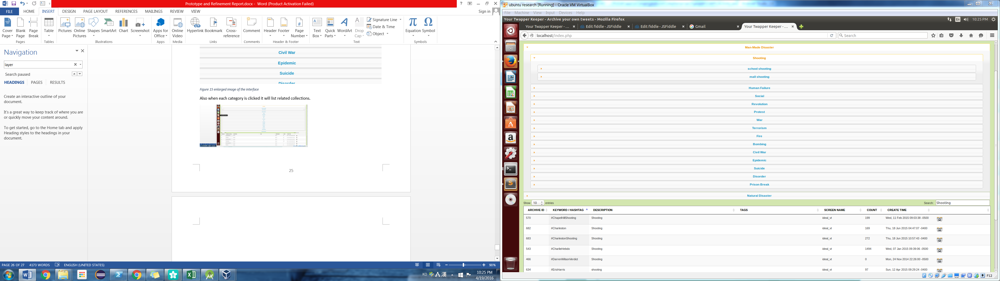 Prototype and Refinement Report.docx - Word (Product Activation Failed)
FILE HOME INSERT DESIGN PAGE LAYOUT REFERENCES MAILINGS REVIEW VIEW
Sign in
Cover Page Blank Page Page Break
Table
Pictures Online Pictures Shapes SmartArt Chart Screenshot
Apps for Office
Online Video
Hyperlink Bookmark Cross-reference
Comment
Header Footer Page Number
Text Box Quick Parts WordArt Drop Cap
Signature Line
Date & Time
Object
Equation Symbol
Pages Tables Illustrations Apps Media Links Comments Header & Footer Text Symbols
Navigation
layer
Search paused
HEADINGS PAGES RESULTS
Create an interactive outline of your
document.
It's a great way to keep track of where you are
or quickly move your content around.
To get started, go to the Home tab and apply
Heading styles to the headings in your
document.
Civil War
Epidemic
Suicide
Disorder
Figure 15 enlarged image of the interface
Also when each category is clicked it will list related collections.
25
PAGE 26 OF 27 4173 WORDS ENGLISH (UNITED STATES)
90%
KO A 漢
10:25 PM
4/19/2016
ubuntu research [Running] - Oracle VM VirtualBox
File Machine View Input Devices Help
Your Twapper Keeper - Archive your own tweets - Mozilla Firefox
En 10:25 PM
Your Twapper Keeper - ... Edit fiddle - JSFiddle Edit fiddle - JSFiddle Gmail Your Twapper Keeper - ...
localhost/index.php
Search
Man-Made Disaster
Shooting
school shooting
mall shooting
Human Failure
Social
Revolution
Protest
War
Terrorism
Fire
Bombing
Civil War
Epidemic
Suicide
Disorder
Prison Break
Natural Disaster
Show 10 entries
Search: Shooting
ARCHIVE ID KEYWORD / HASHTAG DESCRIPTION TAGS SCREEN NAME COUNT CREATE TIME
570 #ChapelHillShooting Shooting ideal_vt 199 Wed, 11 Feb 2015 09:03:38 -0500
682 #Charleston Shooting ideal_vt 169 Thu, 18 Jun 2015 04:47:07 -0400
683 #CharlestonShooting Shooting ideal_vt 272 Thu, 18 Jun 2015 10:57:43 -0400
543 #CharlieHebdo Shooting ideal_vt 1494 Wed, 07 Jan 2015 09:39:06 -0500
466 #DarrenWilsonVerdict Shooting ideal_vt 0 Mon, 24 Nov 2014 22:26:00 -0500
634 #EricHarris shooting ideal_vt 97 Sun, 12 Apr 2015 09:29:24 -0400
F12